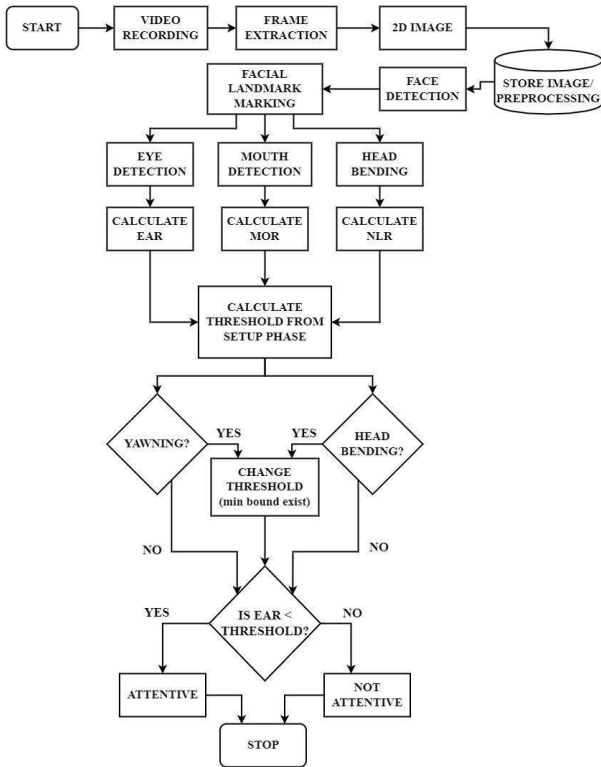 START
VIDEO
RECORDING
FRAME
EXTRACTION
2D IMAGE
STORE IMAGE/
PREPROCESSING
FACE
DETECTION
FACIAL
LANDMARK
MARKING
EYE
DETECTION
MOUTH
DETECTION
HEAD
BENDING
CALCULATE
EAR
CALCULATE
MOR
CALCULATE
NLR
CALCULATE
THRESHOLD FROM
SETUP PHASE
YAWNING?
YES
YES
HEAD
BENDING?
CHANGE
THRESHOLD
(min bound exist)
NO
NO
IS EAR <
THRESHOLD?
YES
NO
ATTENTIVE
NOT
ATTENTIVE
STOP